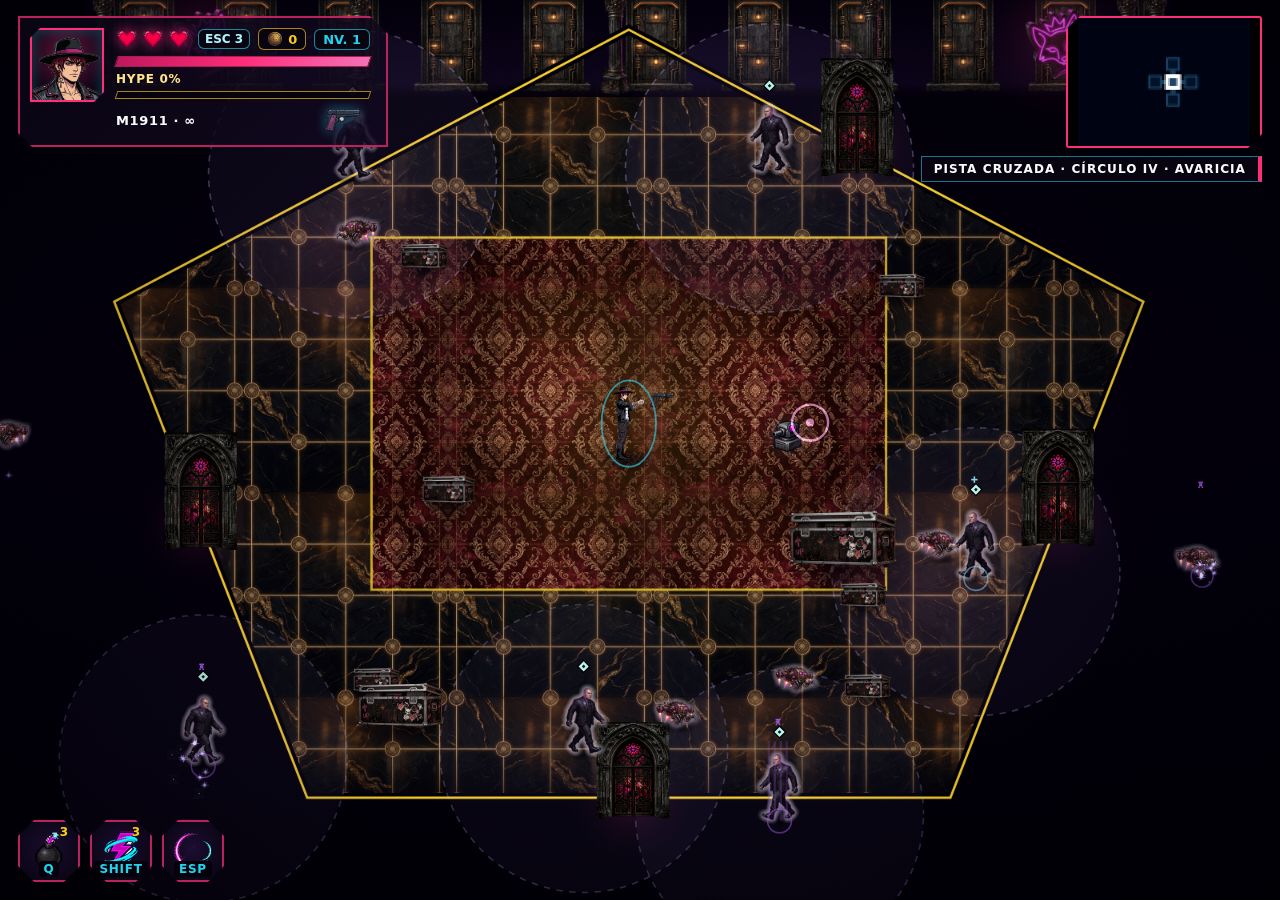 ESC 3
0
NV. 1
HYPE 0%
M1911 · ∞
PISTA CRUZADA · CÍRCULO IV · AVARICIA
3
Q
3
SHIFT
ESP